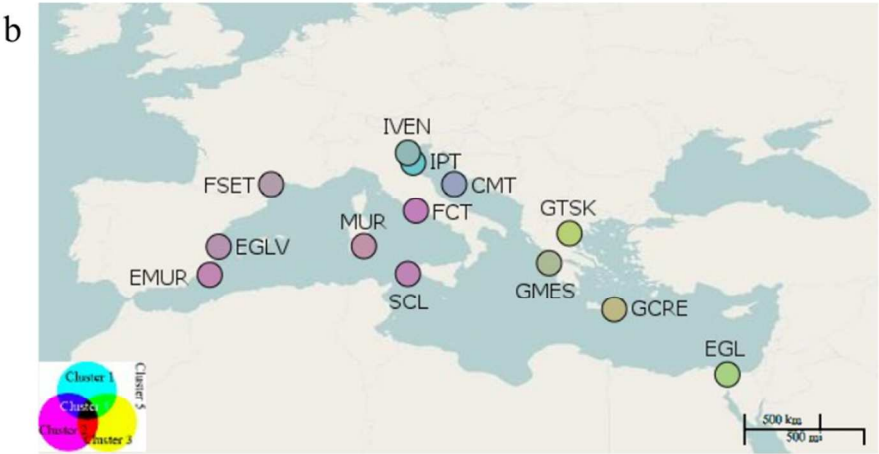 b
IVEN
IPT
FSET
CMT
FCT
GTSK
MUR
EGLV
EMUR
GMES
SCL
GCRE
EGL
Cluster 1
Cluster 5
Cluster
Cluster
Cluster 3
500 km
500 mi